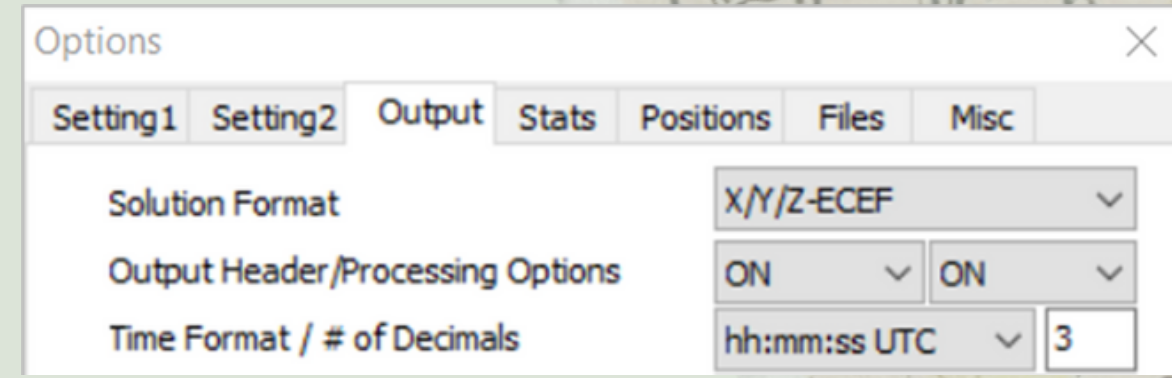 Options
Setting1 Setting2 Output Stats Positions Files Misc
Solution Format X/Y/Z-ECEF
Output Header/Processing Options ON ON
Time Format / # of Decimals hh:mm:ss UTC 3